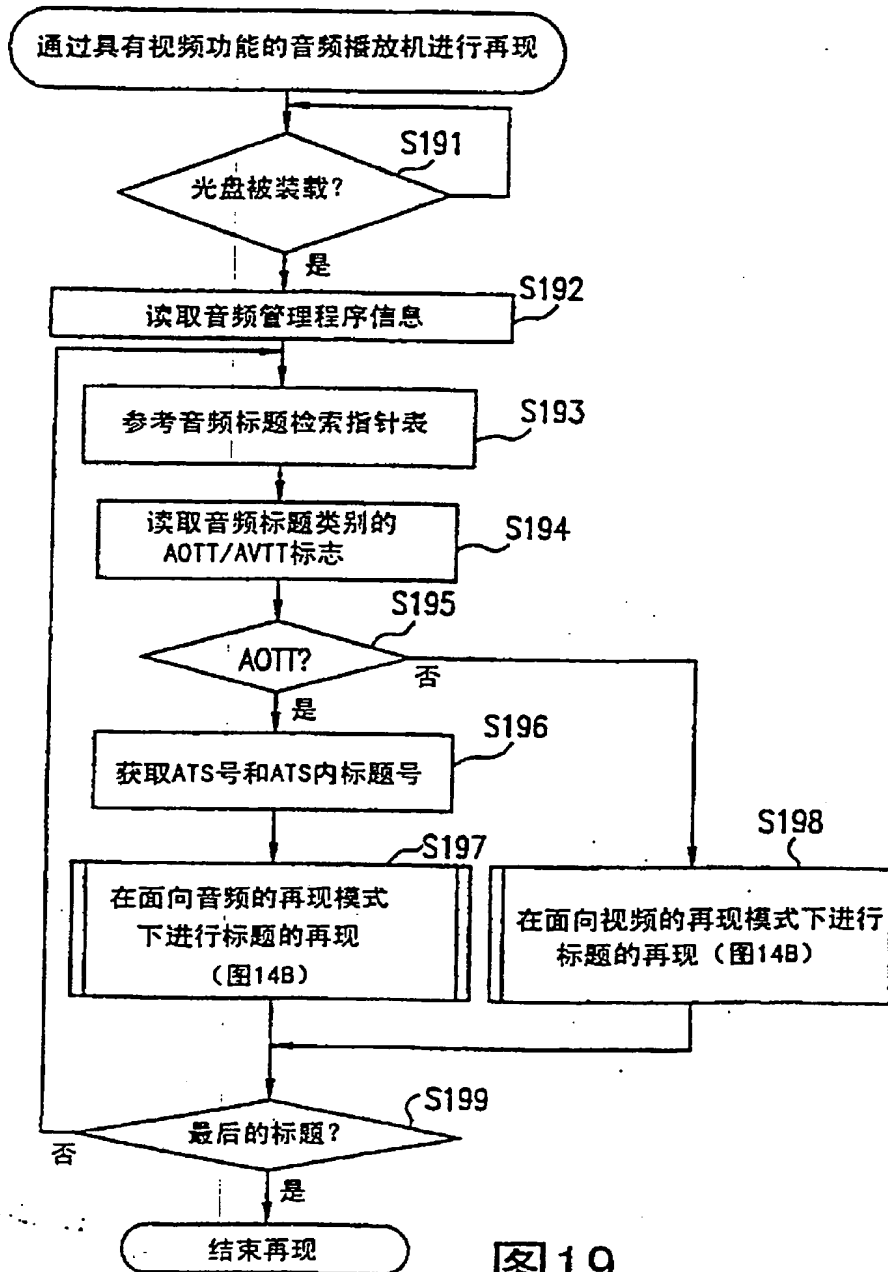 通过具有视频功能的音频播放机进行再现
S191
光盘被装载?
是
S192
读取音频管理程序信息
S193
参考音频标题检索指针表
S194
读取音频标题类别的
AOTT/AVTT标志
S195
AOTT?
否
是
S196
获取ATS号和ATS内标题号
S197
在面向音频的再现模式
下进行标题的再现
(图14B)
S198
在面向视频的再现模式下进行
标题的再现(图14B)
S199
最后的标题?
否
是
结束再现
图19